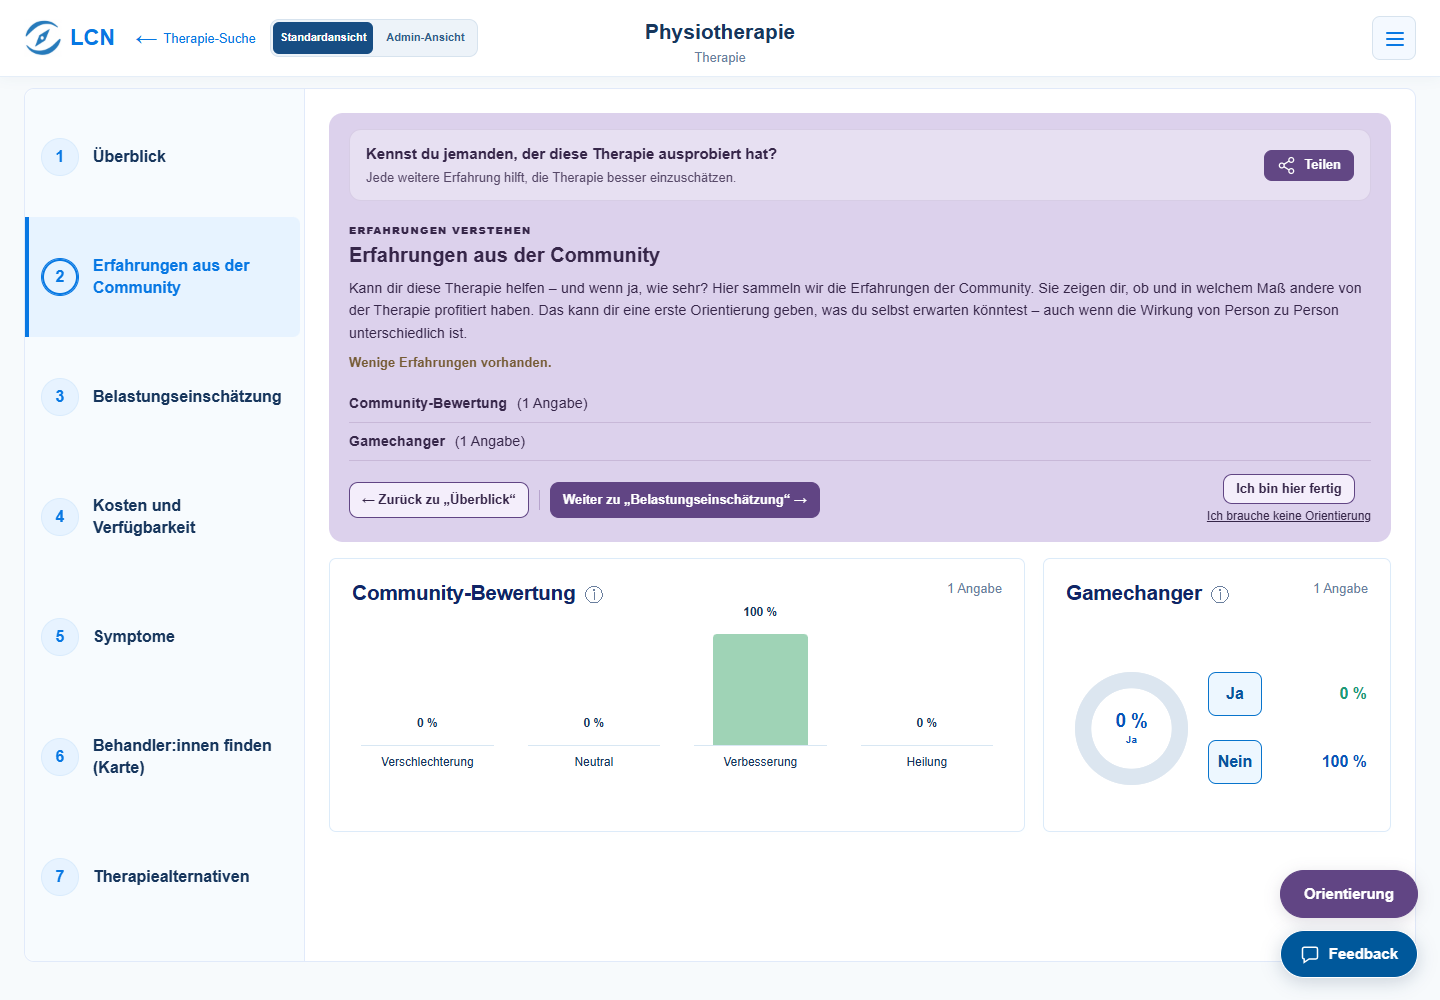 LCN
← Therapie-Suche
Standardansicht
Admin-Ansicht
Physiotherapie
Therapie
1
Überblick
2
Erfahrungen aus der
Community
3
Belastungseinschätzung
4
Kosten und
Verfügbarkeit
5
Symptome
6
Behandler:innen finden
(Karte)
7
Therapiealternativen
Kennst du jemanden, der diese Therapie ausprobiert hat?
Jede weitere Erfahrung hilft, die Therapie besser einzuschätzen.
Teilen
ERFAHRUNGEN VERSTEHEN
Erfahrungen aus der Community
Kann dir diese Therapie helfen – und wenn ja, wie sehr? Hier sammeln wir die Erfahrungen der Community. Sie zeigen dir, ob und in welchem Maß andere von
der Therapie profitiert haben. Das kann dir eine erste Orientierung geben, was du selbst erwarten könntest – auch wenn die Wirkung von Person zu Person
unterschiedlich ist.
Wenige Erfahrungen vorhanden.
Community-Bewertung (1 Angabe)
Gamechanger (1 Angabe)
← Zurück zu „Überblick“
Weiter zu „Belastungseinschätzung“ →
Ich bin hier fertig
Ich brauche keine Orientierung
Community-Bewertung
1 Angabe
0 %
0 %
100 %
0 %
Verschlechterung
Neutral
Verbesserung
Heilung
Gamechanger
1 Angabe
0 %
Ja
Ja
0 %
Nein
100 %
Orientierung
Feedback